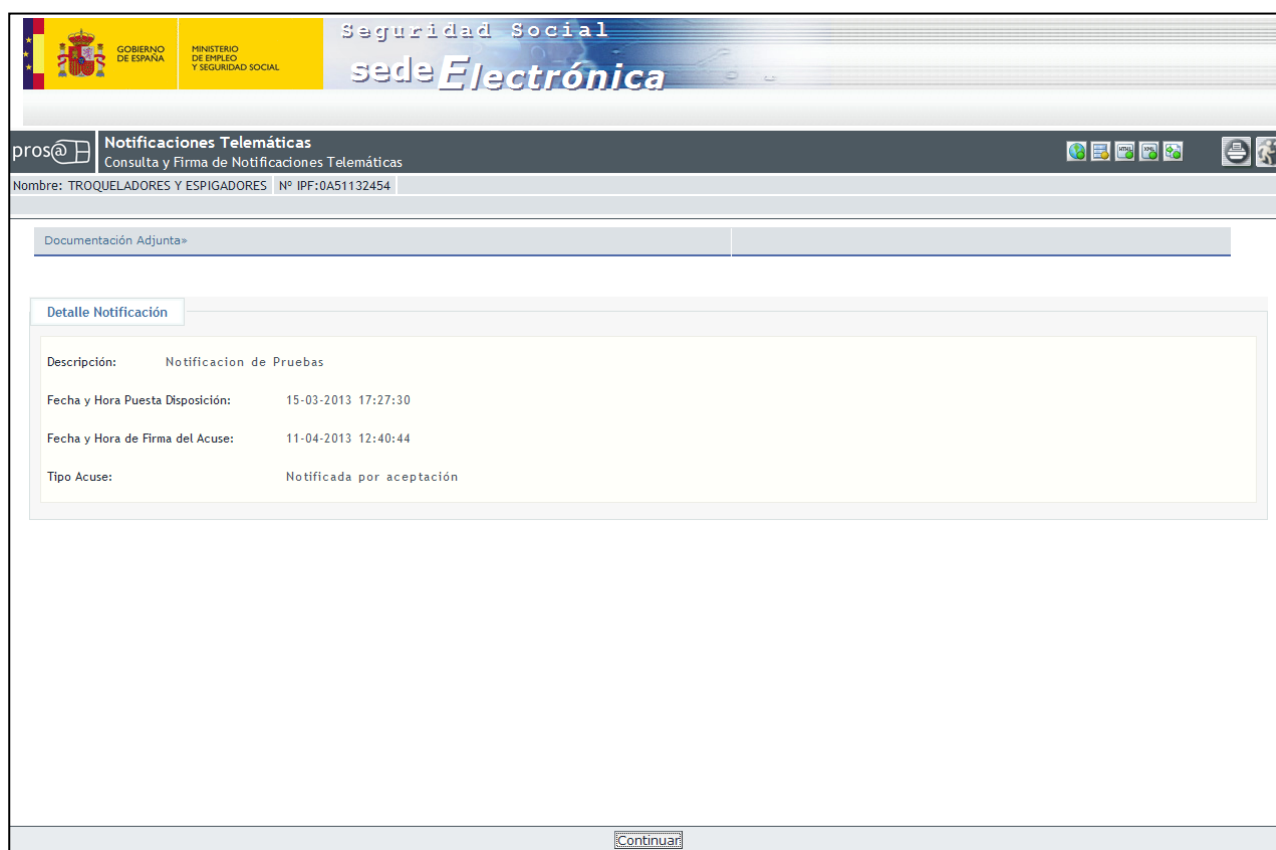 Seguridad Social
GOBIERNO
DE ESPAÑA
MINISTERIO
DE EMPLEO
Y SEGURIDAD SOCIAL
sedeElectrónica
pros@
Notificaciones Telemáticas
Consulta y Firma de Notificaciones Telemáticas
Nombre: TROQUELADORES Y ESPIGADORES Nº IPF:0A51132454
Documentación Adjunta»
Detalle Notificación
Descripción: Notificacion de Pruebas
Fecha y Hora Puesta Disposición: 15-03-2013 17:27:30
Fecha y Hora de Firma del Acuse: 11-04-2013 12:40:44
Tipo Acuse: Notificada por aceptación
Continuar